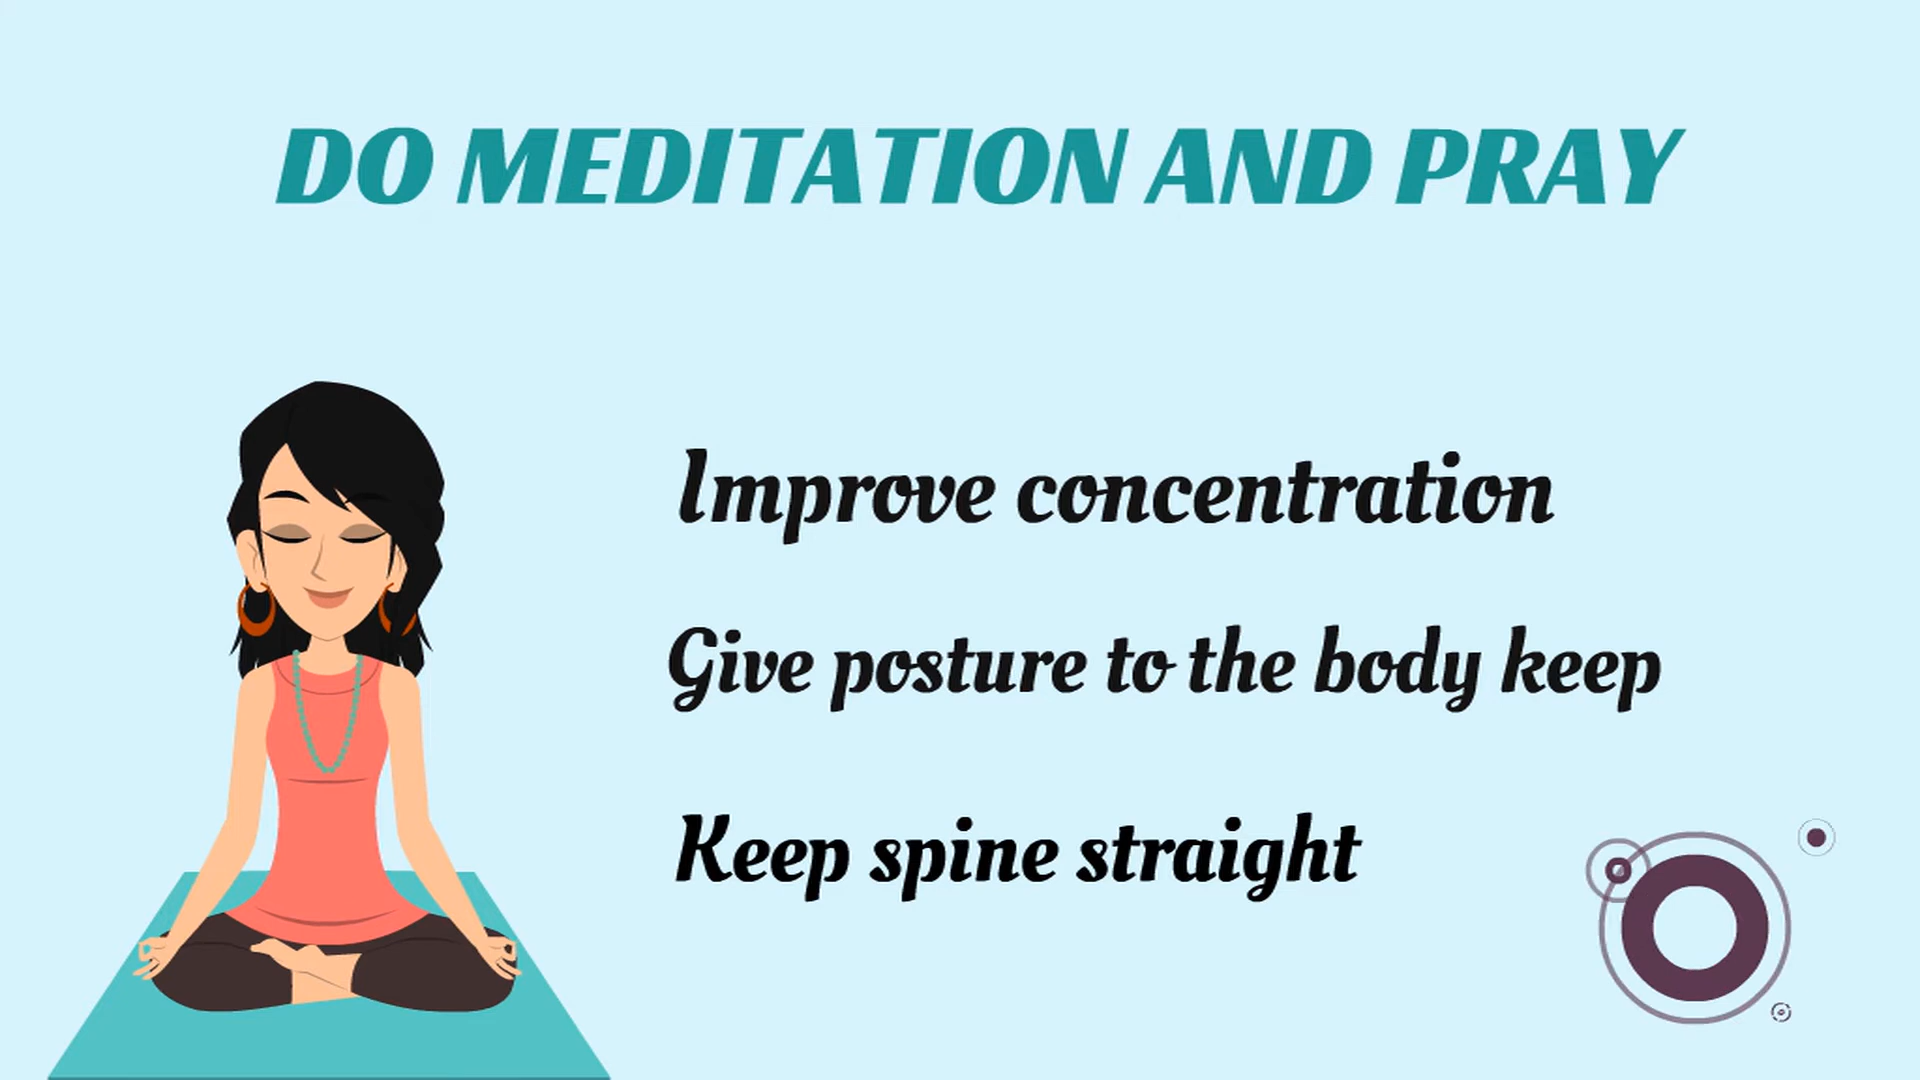 DO MEDITATION AND PRAY
Improve concentration
Give posture to the body keep
Keep spine straight